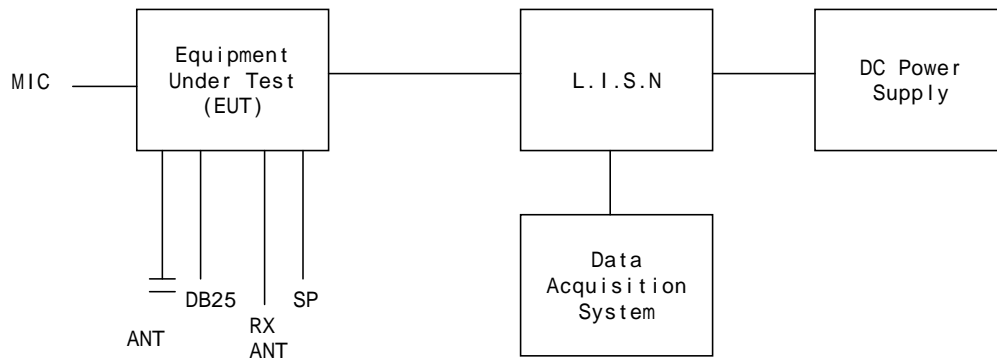 Equipment
Under Test
(EUT)
MIC
L.I.S.N
DC Power
Supply
Data
Acquisition
System
DB25
SP
ANT
RX
ANT